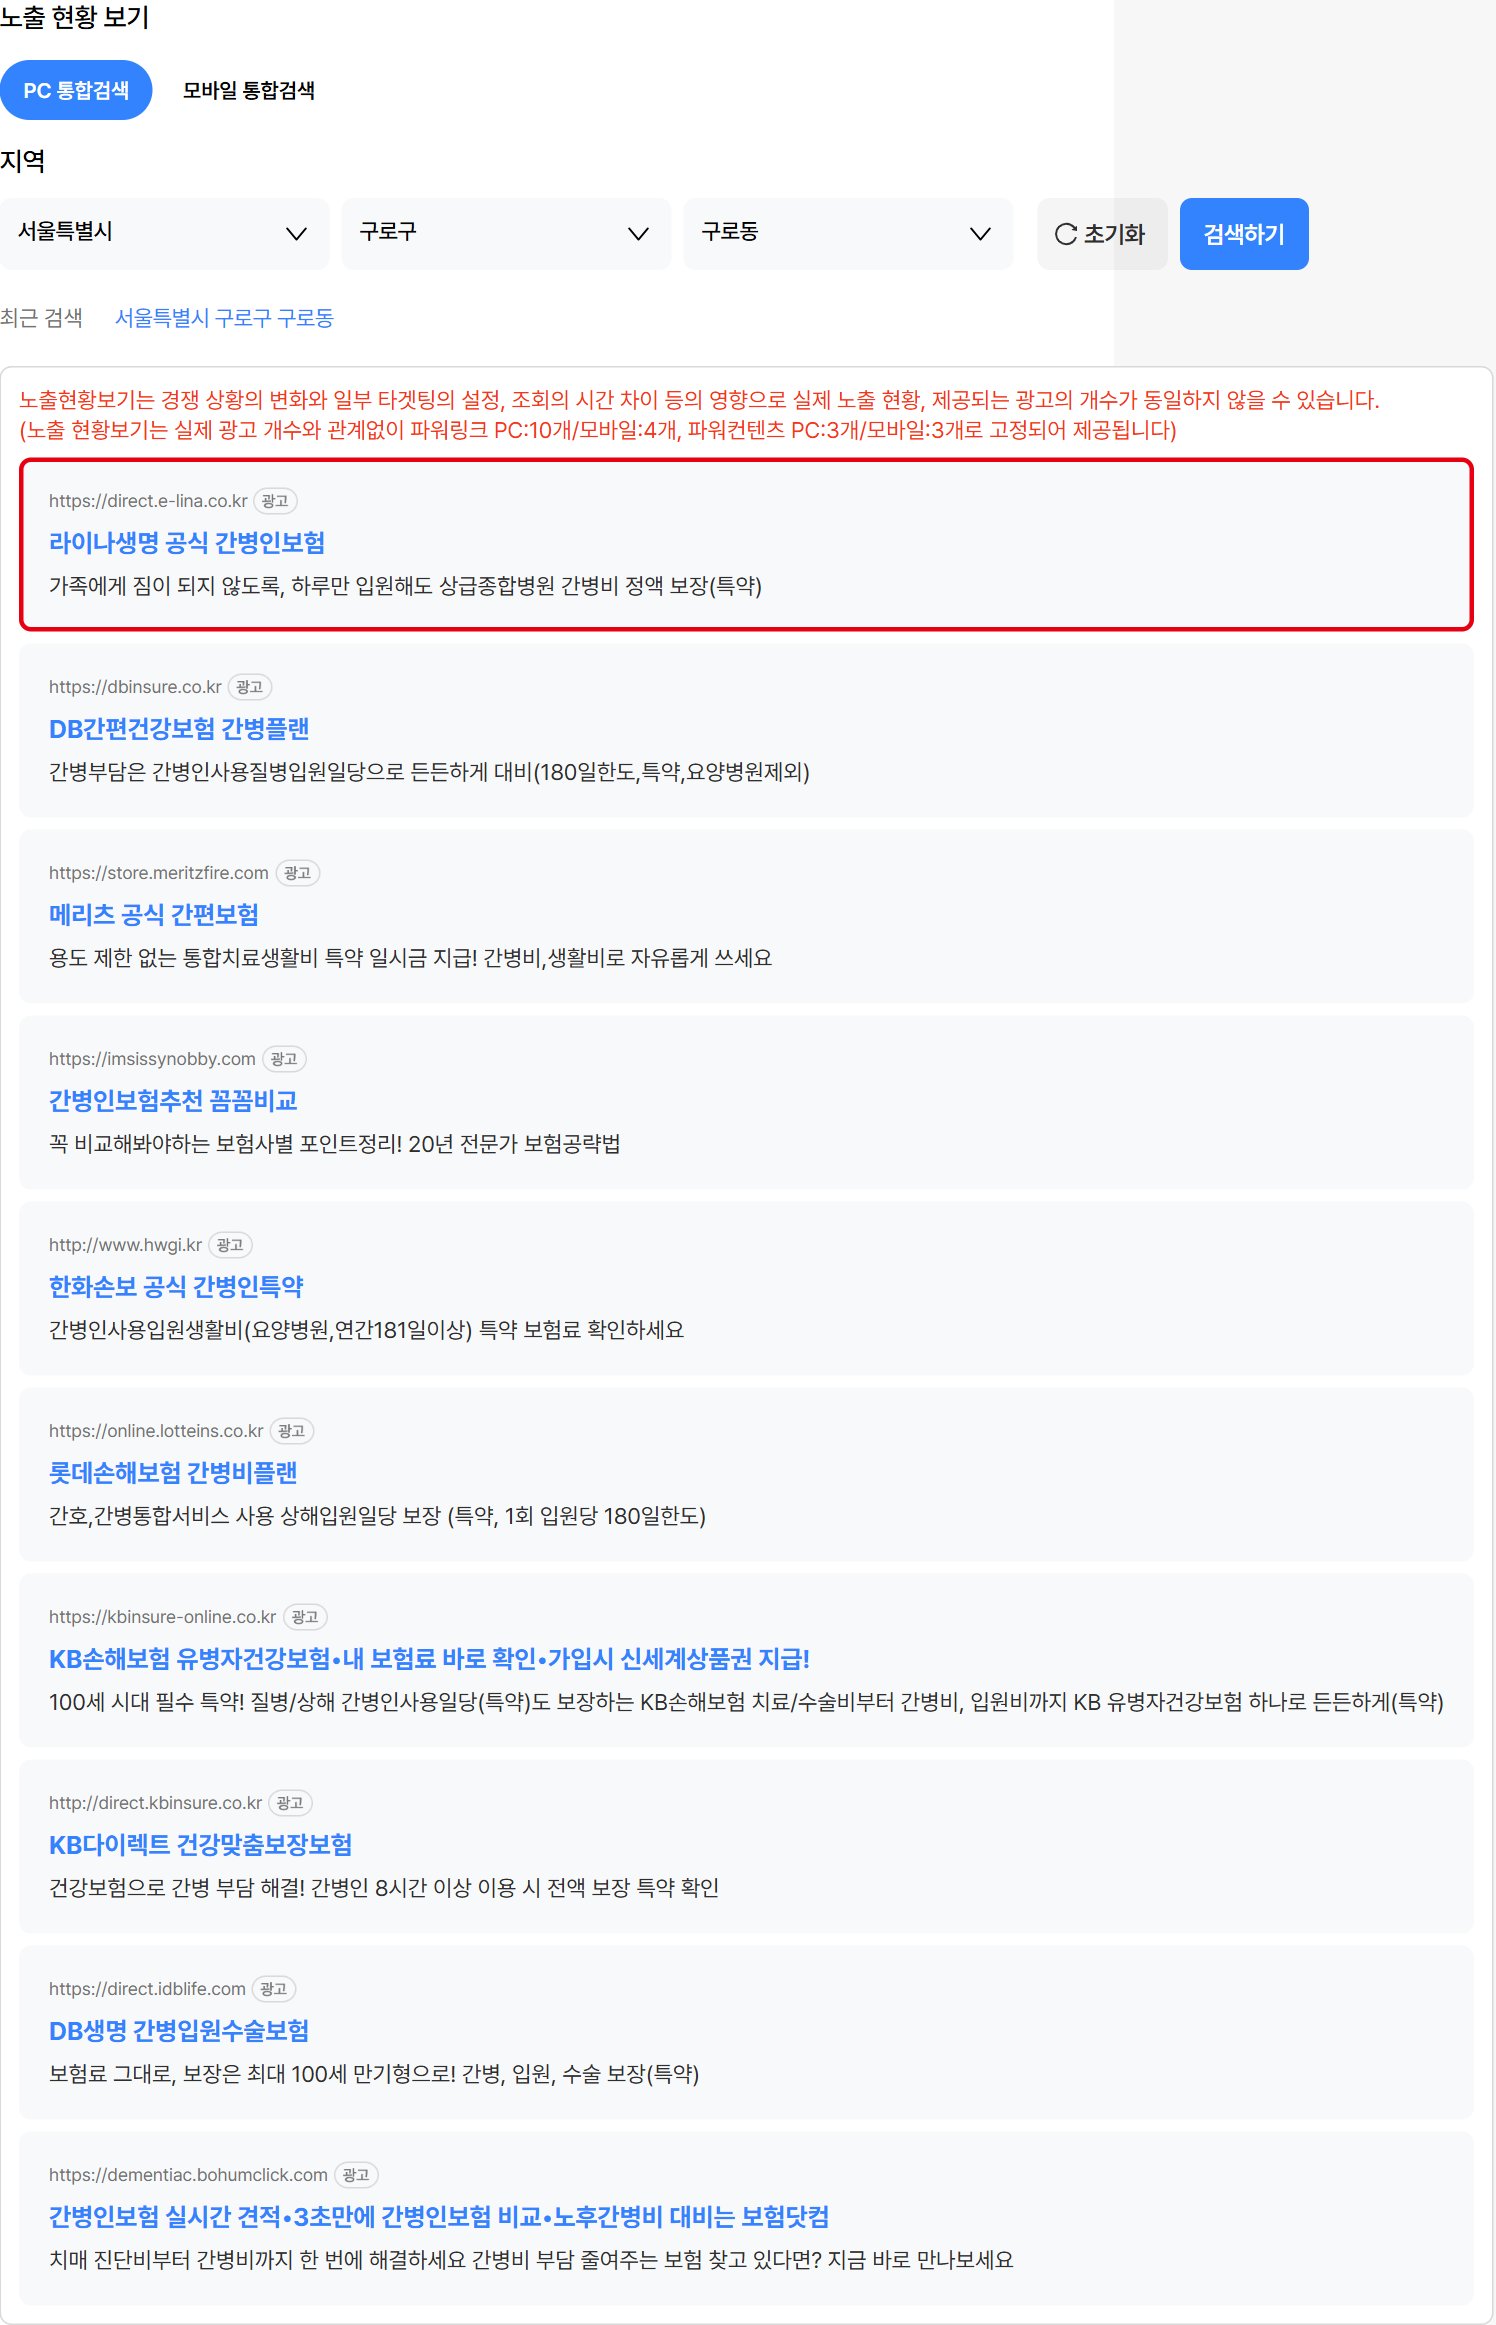 노출 현황 보기
PC 통합검색
모바일 통합검색
지역
서울특별시
구로구
구로동
초기화
검색하기
최근 검색
서울특별시 구로구 구로동
노출현황보기는 경쟁 상황의 변화와 일부 타겟팅의 설정, 조회의 시간 차이 등의 영향으로 실제 노출 현황, 제공되는 광고의 개수가 동일하지 않을 수 있습니다.
(노출 현황보기는 실제 광고 개수와 관계없이 파워링크 PC:10개/모바일:4개, 파워컨텐츠 PC:3개/모바일:3개로 고정되어 제공됩니다)
https://direct.e-lina.co.kr 광고
라이나생명 공식 간병인보험
가족에게 짐이 되지 않도록, 하루만 입원해도 상급종합병원 간병비 정액 보장(특약)
https://dbinsure.co.kr 광고
DB간편건강보험 간병플랜
간병부담은 간병인사용질병입원일당으로 든든하게 대비(180일한도,특약,요양병원제외)
https://store.meritzfire.com 광고
메리츠 공식 간편보험
용도 제한 없는 통합치료생활비 특약 일시금 지급! 간병비,생활비로 자유롭게 쓰세요
https://imsissynobby.com 광고
간병인보험추천 꼼꼼비교
꼭 비교해봐야하는 보험사별 포인트정리! 20년 전문가 보험공략법
http://www.hwgi.kr 광고
한화손보 공식 간병인특약
간병인사용입원생활비(요양병원,연간181일이상) 특약 보험료 확인하세요
https://online.lotteins.co.kr 광고
롯데손해보험 간병비플랜
간호,간병통합서비스 사용 상해입원일당 보장 (특약, 1회 입원당 180일한도)
https://kbinsure-online.co.kr 광고
KB손해보험 유병자건강보험•내 보험료 바로 확인•가입시 신세계상품권 지급!
100세 시대 필수 특약! 질병/상해 간병인사용일당(특약)도 보장하는 KB손해보험 치료/수술비부터 간병비, 입원비까지 KB 유병자건강보험 하나로 든든하게(특약)
http://direct.kbinsure.co.kr 광고
KB다이렉트 건강맞춤보장보험
건강보험으로 간병 부담 해결! 간병인 8시간 이상 이용 시 전액 보장 특약 확인
https://direct.idblife.com 광고
DB생명 간병입원수술보험
보험료 그대로, 보장은 최대 100세 만기형으로! 간병, 입원, 수술 보장(특약)
https://dementiac.bohumclick.com 광고
간병인보험 실시간 견적•3초만에 간병인보험 비교•노후간병비 대비는 보험닷컴
치매 진단비부터 간병비까지 한 번에 해결하세요 간병비 부담 줄여주는 보험 찾고 있다면? 지금 바로 만나보세요